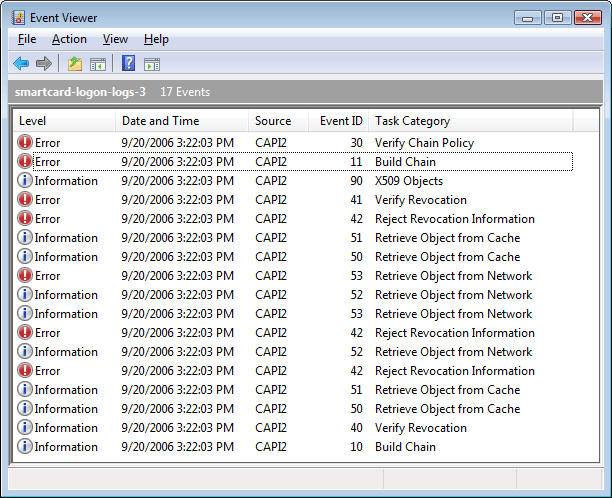 Event Viewer
File Action View Help
smartcard-logon-logs-3 17 Events
Level Date and Time Source Event ID Task Category
Error 9/20/2006 3:22:03 PM CAPI2 30 Verify Chain Policy
Error 9/20/2006 3:22:03 PM CAPI2 11 Build Chain
Information 9/20/2006 3:22:03 PM CAPI2 90 X509 Objects
Error 9/20/2006 3:22:03 PM CAPI2 41 Verify Revocation
Error 9/20/2006 3:22:03 PM CAPI2 42 Reject Revocation Information
Information 9/20/2006 3:22:03 PM CAPI2 51 Retrieve Object from Cache
Information 9/20/2006 3:22:03 PM CAPI2 50 Retrieve Object from Cache
Error 9/20/2006 3:22:03 PM CAPI2 53 Retrieve Object from Network
Information 9/20/2006 3:22:03 PM CAPI2 52 Retrieve Object from Network
Information 9/20/2006 3:22:03 PM CAPI2 53 Retrieve Object from Network
Error 9/20/2006 3:22:03 PM CAPI2 42 Reject Revocation Information
Information 9/20/2006 3:22:03 PM CAPI2 52 Retrieve Object from Network
Error 9/20/2006 3:22:03 PM CAPI2 42 Reject Revocation Information
Information 9/20/2006 3:22:03 PM CAPI2 51 Retrieve Object from Cache
Information 9/20/2006 3:22:03 PM CAPI2 50 Retrieve Object from Cache
Information 9/20/2006 3:22:03 PM CAPI2 40 Verify Revocation
Information 9/20/2006 3:22:03 PM CAPI2 10 Build Chain